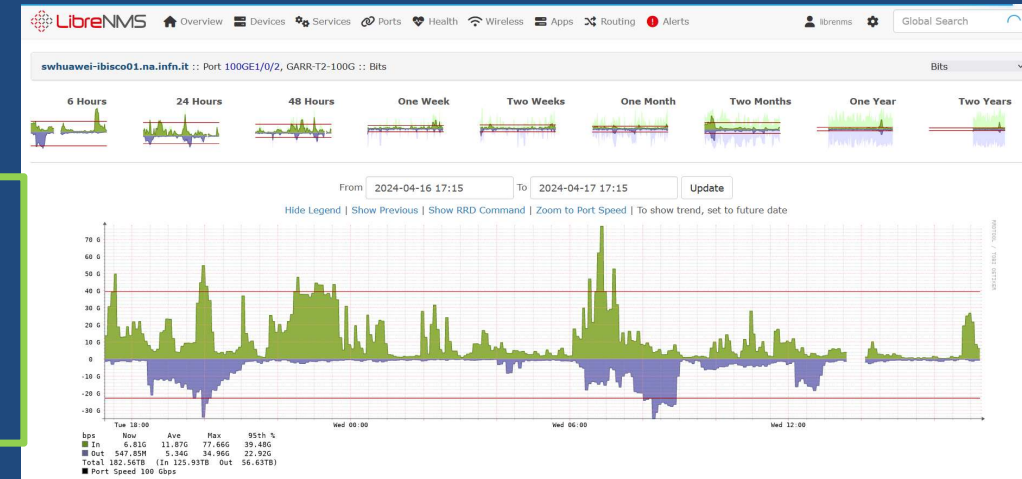 LibreNMS Overview Devices Services Ports Health Wireless Apps Routing Alerts librenms Global Search
swhuawei-ibisco01.na.infn.it :: Port 100GE1/0/2, GARR-T2-100G :: Bits Bits
6 Hours 24 Hours 48 Hours One Week Two Weeks One Month Two Months One Year Two Years
From 2024-04-16 17:15 To 2024-04-17 17:15 Update
Hide Legend | Show Previous | Show RRD Command | Zoom to Port Speed | To show trend, set to future date
70 G
60 G
50 G
40 G
30 G
20 G
10 G
0
-10 G
-20 G
-30 G
Tue 18:00 Wed 00:00 Wed 06:00 Wed 12:00
bps Now Ave Max 95th %
In 6.81G 11.87G 77.66G 39.48G
Out 547.85M 5.34G 34.96G 22.92G
Total 182.56TB (In 125.93TB Out 56.63TB)
Port Speed 100 Gbps